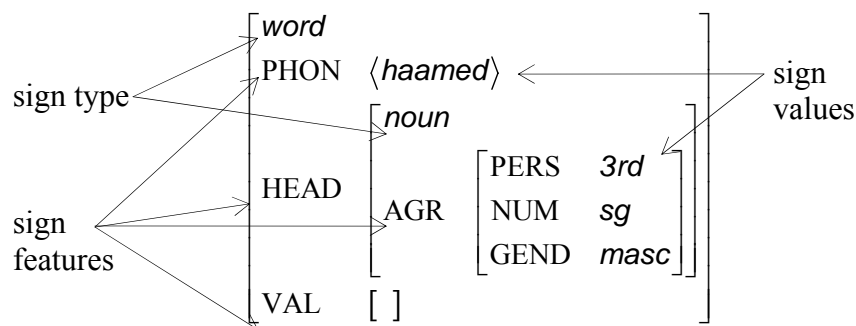 word
PHON ⟨haamed⟩
sign type
sign values
noun
HEAD
AGR
PERS 3rd
NUM sg
GEND masc
sign features
VAL [ ]